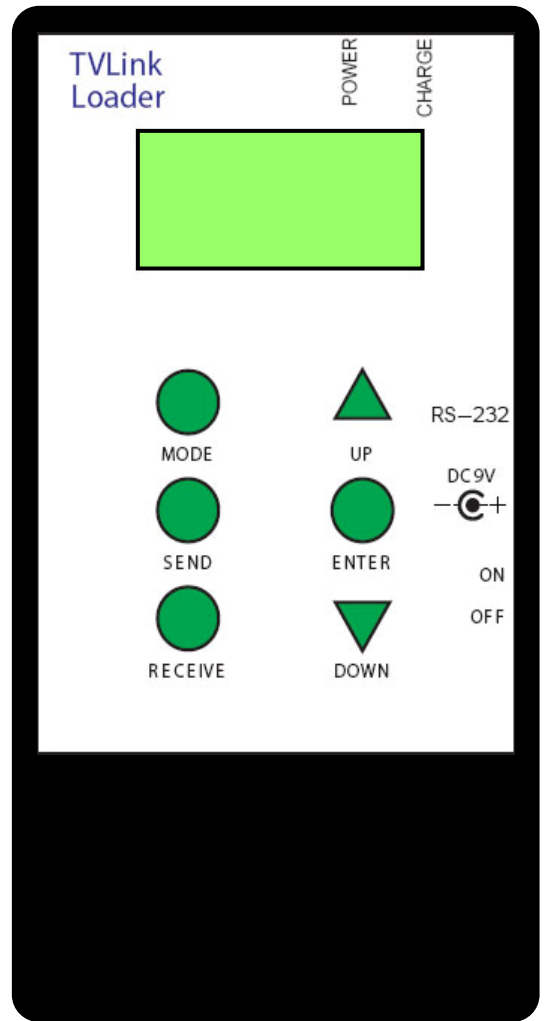 TVLink
Loader
POWER
CHARGE
MODE
UP
RS-232
SEND
ENTER
DC9V
ON
OFF
RECEIVE
DOWN